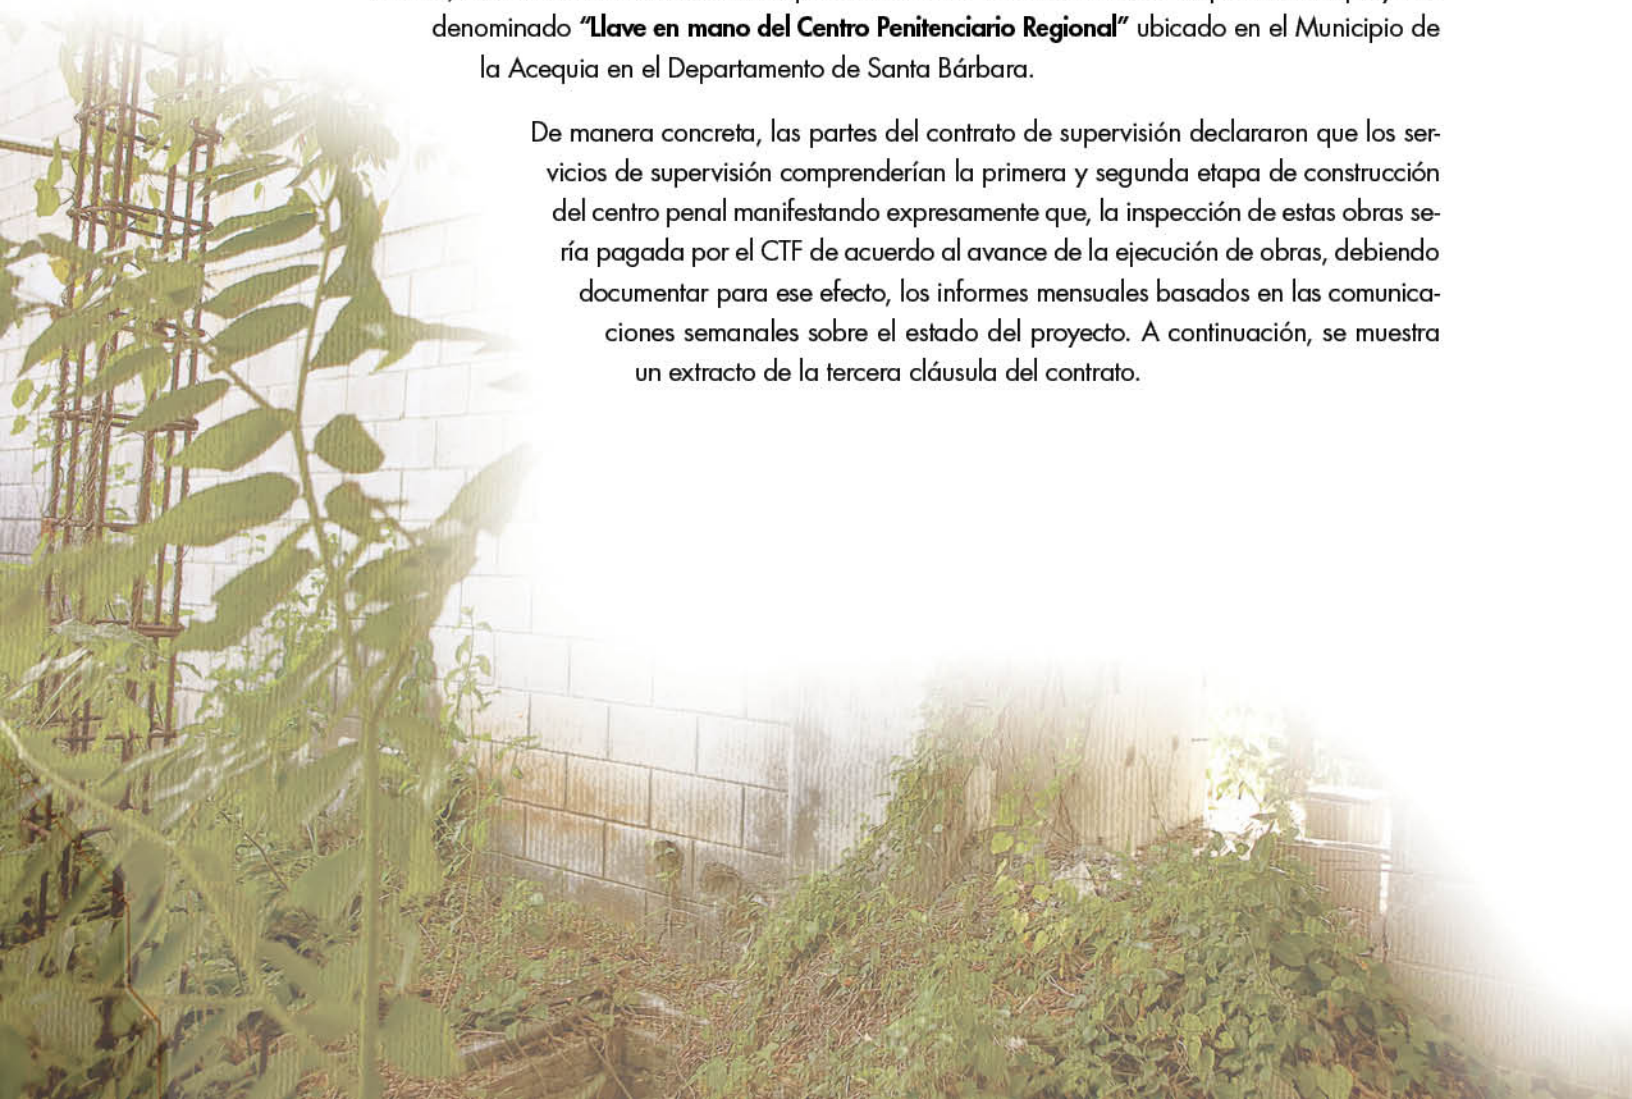 denominado “Llave en mano del Centro Penitenciario Regional” ubicado en el Municipio de
la Acequia en el Departamento de Santa Bárbara.
De manera concreta, las partes del contrato de supervisión declararon que los ser-
vicios de supervisión comprenderían la primera y segunda etapa de construcción
del centro penal manifestando expresamente que, la inspección de estas obras se-
ría pagada por el CTF de acuerdo al avance de la ejecución de obras, debiendo
documentar para ese efecto, los informes mensuales basados en las comunica-
ciones semanales sobre el estado del proyecto. A continuación, se muestra
un extracto de la tercera cláusula del contrato.